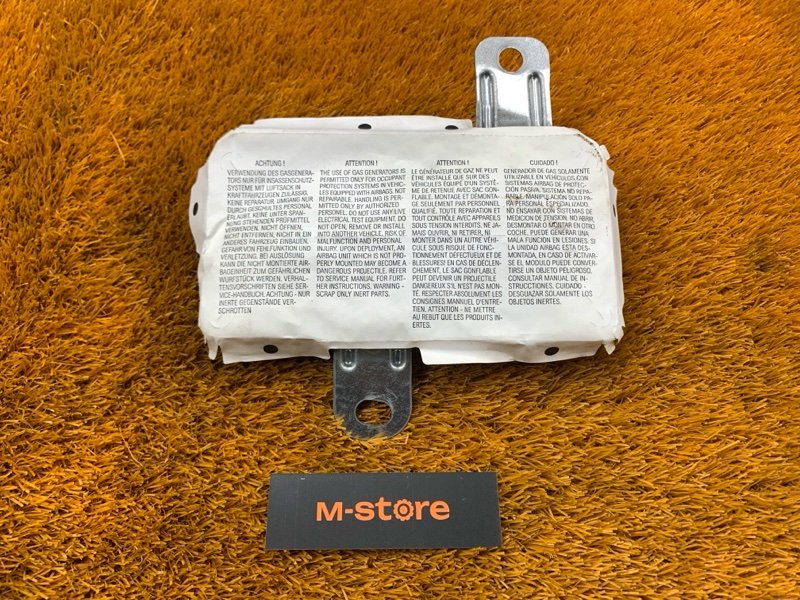 ACHTUNG !
VERWENDUNG DES GASGENERA-
TORS NUR FÜR INSASSENSCHUTZ-
SYSTEME MIT LUFTSACK IN
KRAFTFAHRZEUGEN ZULÄSSIG.
KEINE REPARATUR. UMGANG NUR
DURCH GESCHULTES PERSONAL
ERLAUBT. KEINE UNTER SPAN-
NUNG STEHENDEN PRÜFMITTEL
VERWENDEN. NICHT ÖFFNEN,
NICHT ENTFERNEN, NICHT IN EIN
ANDERES FAHRZEUG EINBAUEN.
GEFAHR VON FEHLFUNKTION UND
VERLETZUNG. BEI AUSLÖSUNG
KANN DIE NICHT MONTIERTE AIR-
BAGEINHEIT ZUM GEFÄHRLICHEN
WURFSTÜCK WERDEN. VERHAL-
TENSVORSCHRIFTEN SIEHE SER-
VICE-HANDBUCH. ACHTUNG - NUR
INERTE GEGENSTÄNDE VER-
SCHROTTEN
ATTENTION !
THE USE OF GAS GENERATORS IS
PERMITTED ONLY FOR OCCUPANT
PROTECTION SYSTEMS IN VEHIC-
LES EQUIPPED WITH AIRBAGS. NOT
REPAIRABLE. HANDLING IS PER-
MITTED ONLY BY AUTHORIZED
PERSONEL. DO NOT USE ANY LIVE
ELECTRICAL TEST EQUIPMENT. DO
NOT OPEN, REMOVE OR INSTALL
INTO ANOTHER VEHICLE. RISK OF
MALFUNCTION AND PERSONAL
INJURY. UPON DEPLOYMENT, AN
AIRBAG UNIT WHICH IS NOT PRO-
PERLY MOUNTED MAY BECOME A
DANGEROUS PROJECTILE. REFER
TO SERVICE MANUAL FOR FURT-
HER INSTRUCTIONS. WARNING -
SCRAP ONLY INERT PARTS.
ATTENTION !
LE GÉNÉRATEUR DE GAZ NE PEUT
ÊTRE INSTALLÉ QUE SUR DES
VÉHICULES ÉQUIPÉ D'UN SYSTÈ-
ME DE RETENUE, AVEC SAC GON-
FLABLE. MONTAGE ET DÉMONTA-
GE SEULEMENT PAR PERSONNEL
QUALIFIÉ. TOUTE RÉPARATION ET
TOUT CONTRÔLE AVEC APPAREILS
SOUS TENSION INTERDITS. NE JA-
MAIS OUVRIR, NI RETIRER, NI
MONTER DANS UN AUTRE VÉHI-
CULE SOUS RISQUE DE FONC-
TIONNEMENT DÉFECTUEUX ET DE
BLESSURES! EN CAS DE DÉCLEN-
CHEMENT, LE SAC GONFLABLE
PEUT DEVENIR UN PROJECTILE
DANGEREUX S'IL N'EST PAS MON-
TÉ. RESPECTER ABSOLUMENT LES
CONSIGNES MANUEL D'ENTRE-
TIEN. ATTENTION - NE METTRE
AU REBUT QUE LES PRODUITS IN-
ERTES.
CUIDADO !
GENERADOR DE GAS SOLAMENTE
UTILIZABLE EN VEHÍCULOS CON
SISTEMAS AIRBAG DE PROTEC-
CIÓN PASIVA. SISTEMA NO REPA-
RABLE. MANIPULACIÓN SOLO PA-
RA PERSONAL ESPECIALIZADO.
NO ENSAYAR CON SISTEMAS DE
MEDICIÓN DE TENSIÓN. NO ABRIR,
DESMONTAR O MONTAR EN OTRO
COCHE. PUEDE GENERAR
MALA FUNCIÓN EN LESIONES. SI
LA UNIDAD AIRBAG ESTÁ DES-
MONTADA, EN CASO DE ACTIVAR-
SE EL MODULO PUEDE CONVER-
TIRSE UN OBJETO PELIGROSO.
CONSULTAR MANUAL DE IN-
STRUCCIONES. CUIDADO -
DESGUAZAR SOLAMENTE LOS
OBJETOS INERTES.
M-store